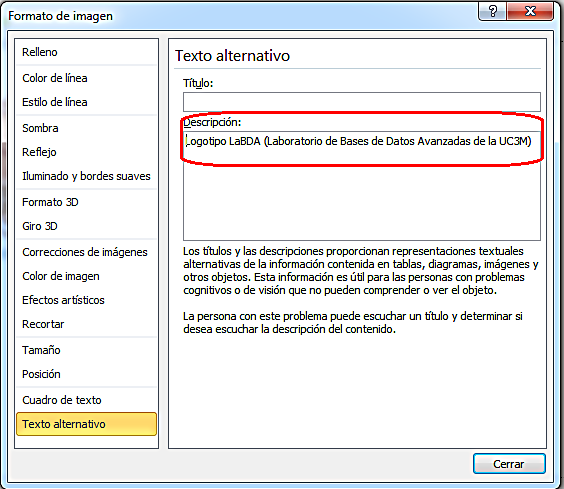 Formato de imagen
?
Relleno
Color de línea
Estilo de línea
Sombra
Reflejo
Iluminado y bordes suaves
Formato 3D
Giro 3D
Correcciones de imágenes
Color de imagen
Efectos artísticos
Recortar
Tamaño
Posición
Cuadro de texto
Texto alternativo
Texto alternativo
Título:
Descripción:
Logotipo LaBDA (Laboratorio de Bases de Datos Avanzadas de la UC3M)
Los títulos y las descripciones proporcionan representaciones textuales
alternativas de la información contenida en tablas, diagramas, imágenes y
otros objetos. Esta información es útil para las personas con problemas
cognitivos o de visión que no pueden comprender o ver el objeto.
La persona con este problema puede escuchar un título y determinar si
desea escuchar la descripción del contenido.
Cerrar